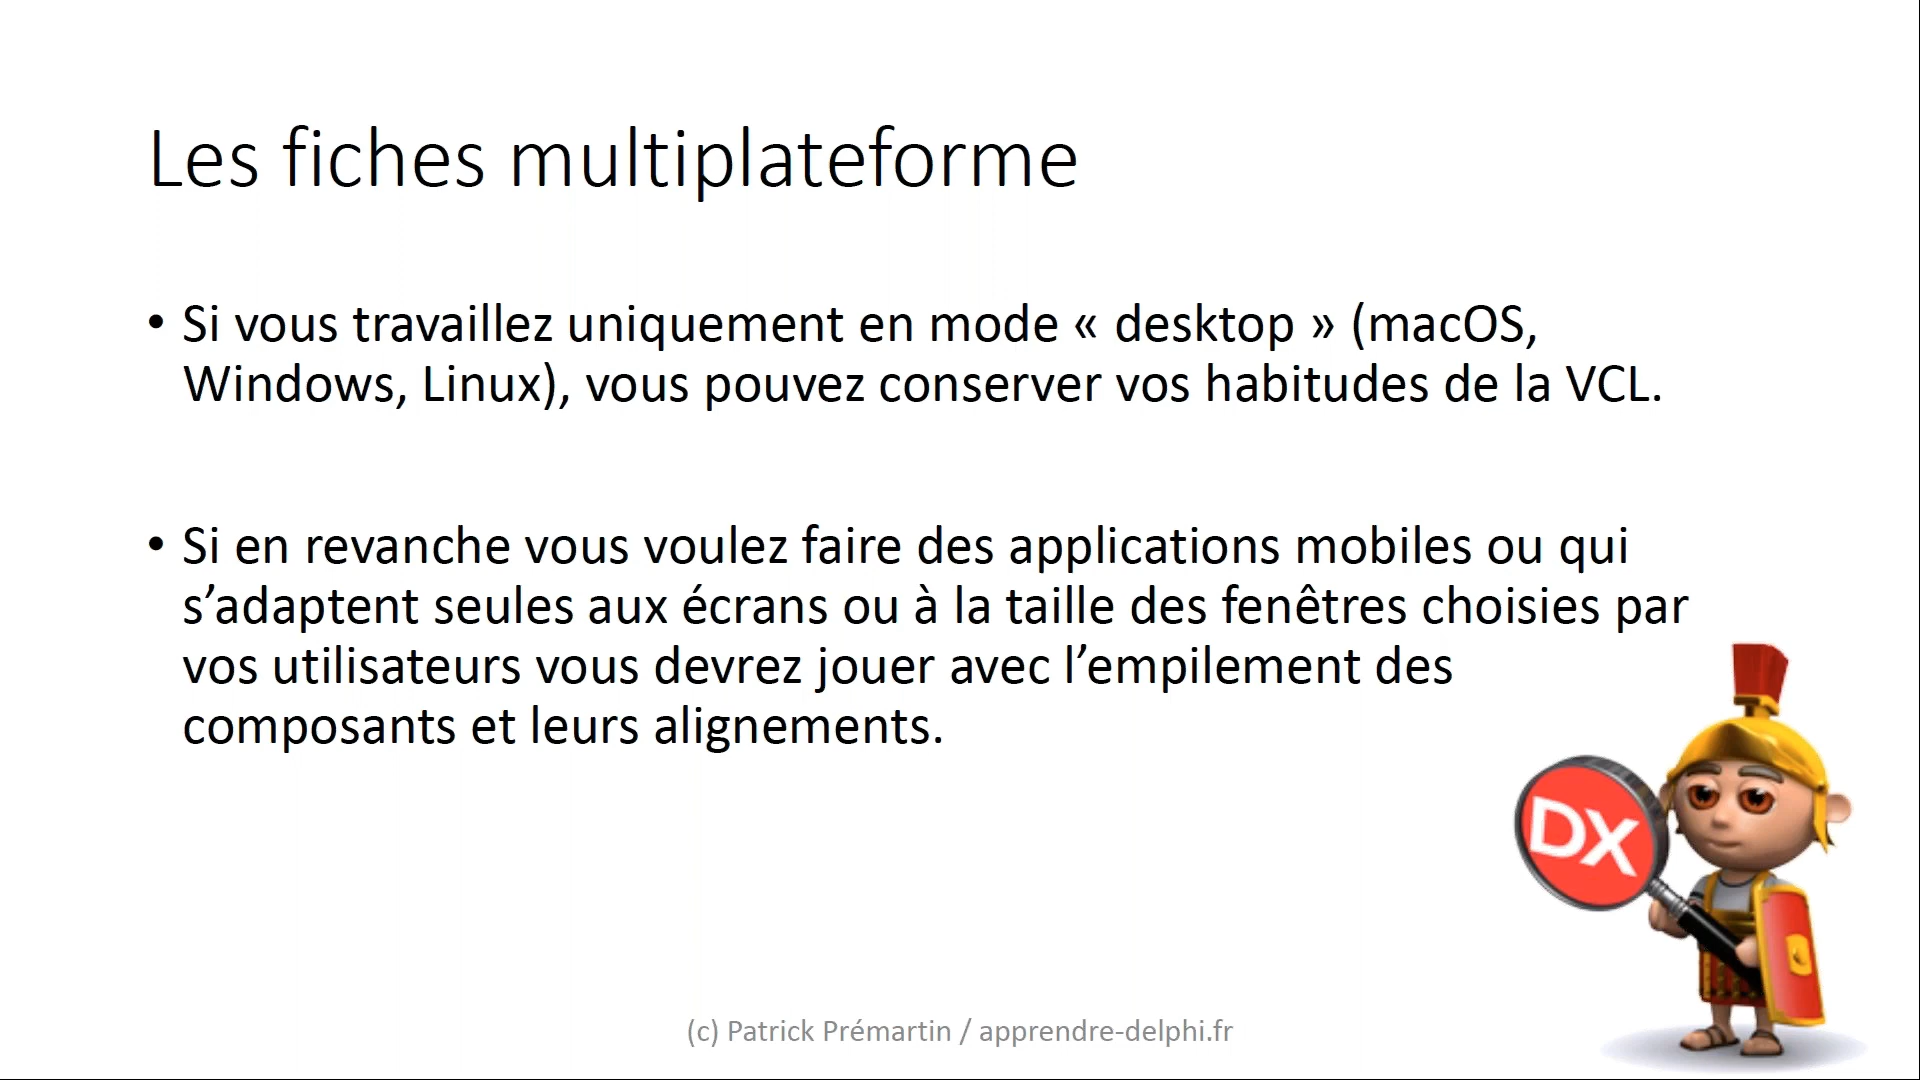 Les fiches multiplateforme
• Si vous travaillez uniquement en mode « desktop » (macOS,
Windows, Linux), vous pouvez conserver vos habitudes de la VCL.
• Si en revanche vous voulez faire des applications mobiles ou qui
s’adaptent seules aux écrans ou à la taille des fenêtres choisies par
vos utilisateurs vous devrez jouer avec l’empilement des
composants et leurs alignements.
DX
(c) Patrick Prémartin / apprendre-delphi.fr